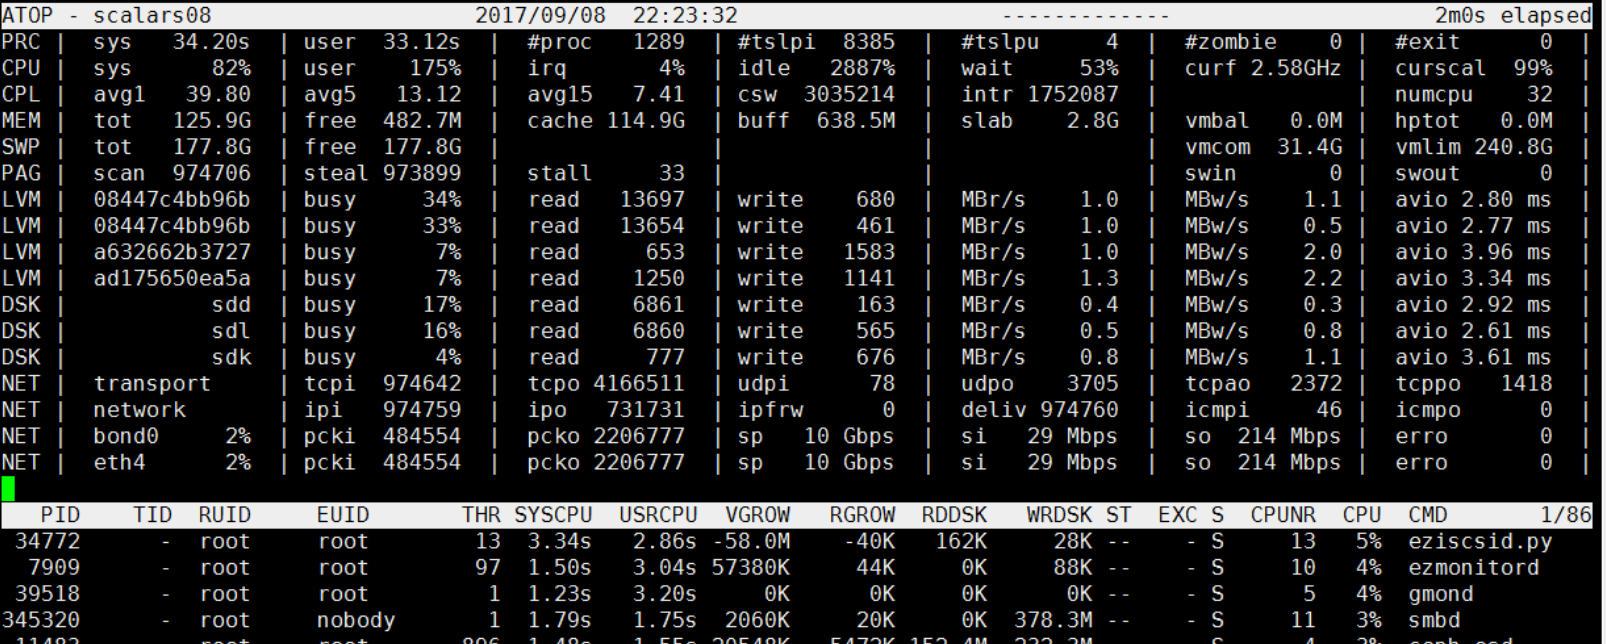 ATOP - scalars08 2017/09/08 22:23:32 ------------- 2m0s elapsed
PRC | sys 34.20s | user 33.12s | #proc 1289 | #tslpi 8385 | #tslpu 4 | #zombie 0 | #exit 0 |
CPU | sys 82% | user 175% | irq 4% | idle 2887% | wait 53% | curf 2.58GHz | curscal 99% |
CPL | avg1 39.80 | avg5 13.12 | avg15 7.41 | csw 3035214 | intr 1752087 | | numcpu 32 |
MEM | tot 125.9G | free 482.7M | cache 114.9G | buff 638.5M | slab 2.8G | vmbal 0.0M | hptot 0.0M |
SWP | tot 177.8G | free 177.8G | | | | vmcom 31.4G | vmlim 240.8G |
PAG | scan 974706 | steal 973899 | stall 33 | | | swin 0 | swout 0 |
LVM | 08447c4bb96b | busy 34% | read 13697 | write 680 | MBr/s 1.0 | MBw/s 1.1 | avio 2.80 ms |
LVM | 08447c4bb96b | busy 33% | read 13654 | write 461 | MBr/s 1.0 | MBw/s 0.5 | avio 2.77 ms |
LVM | a632662b3727 | busy 7% | read 653 | write 1583 | MBr/s 1.0 | MBw/s 2.0 | avio 3.96 ms |
LVM | ad175650ea5a | busy 7% | read 1250 | write 1141 | MBr/s 1.3 | MBw/s 2.2 | avio 3.34 ms |
DSK | sdd | busy 17% | read 6861 | write 163 | MBr/s 0.4 | MBw/s 0.3 | avio 2.92 ms |
DSK | sdl | busy 16% | read 6860 | write 565 | MBr/s 0.5 | MBw/s 0.8 | avio 2.61 ms |
DSK | sdk | busy 4% | read 777 | write 676 | MBr/s 0.8 | MBw/s 1.1 | avio 3.61 ms |
NET | transport | tcpi 974642 | tcpo 4166511 | udpi 78 | udpo 3705 | tcpao 2372 | tcppo 1418 |
NET | network | ipi 974759 | ipo 731731 | ipfrw 0 | deliv 974760 | icmpi 46 | icmpo 0 |
NET | bond0 2% | pcki 484554 | pcko 2206777 | sp 10 Gbps | si 29 Mbps | so 214 Mbps | erro 0 |
NET | eth4 2% | pcki 484554 | pcko 2206777 | sp 10 Gbps | si 29 Mbps | so 214 Mbps | erro 0 |
PID TID RUID EUID THR SYSCPU USRCPU VGROW RGROW RDDSK WRDSK ST EXC S CPUNR CPU CMD 1/86
34772 - root root 13 3.34s 2.86s -58.0M -40K 162K 28K -- - S 13 5% eziscsid.py
7909 - root root 97 1.50s 3.04s 57380K 44K 0K 88K -- - S 10 4% ezmonitord
39518 - root root 1 1.23s 3.20s 0K 0K 0K 0K -- - S 5 4% gmond
345320 - root nobody 1 1.79s 1.75s 2060K 20K 0K 378.3M -- - S 11 3% smbd